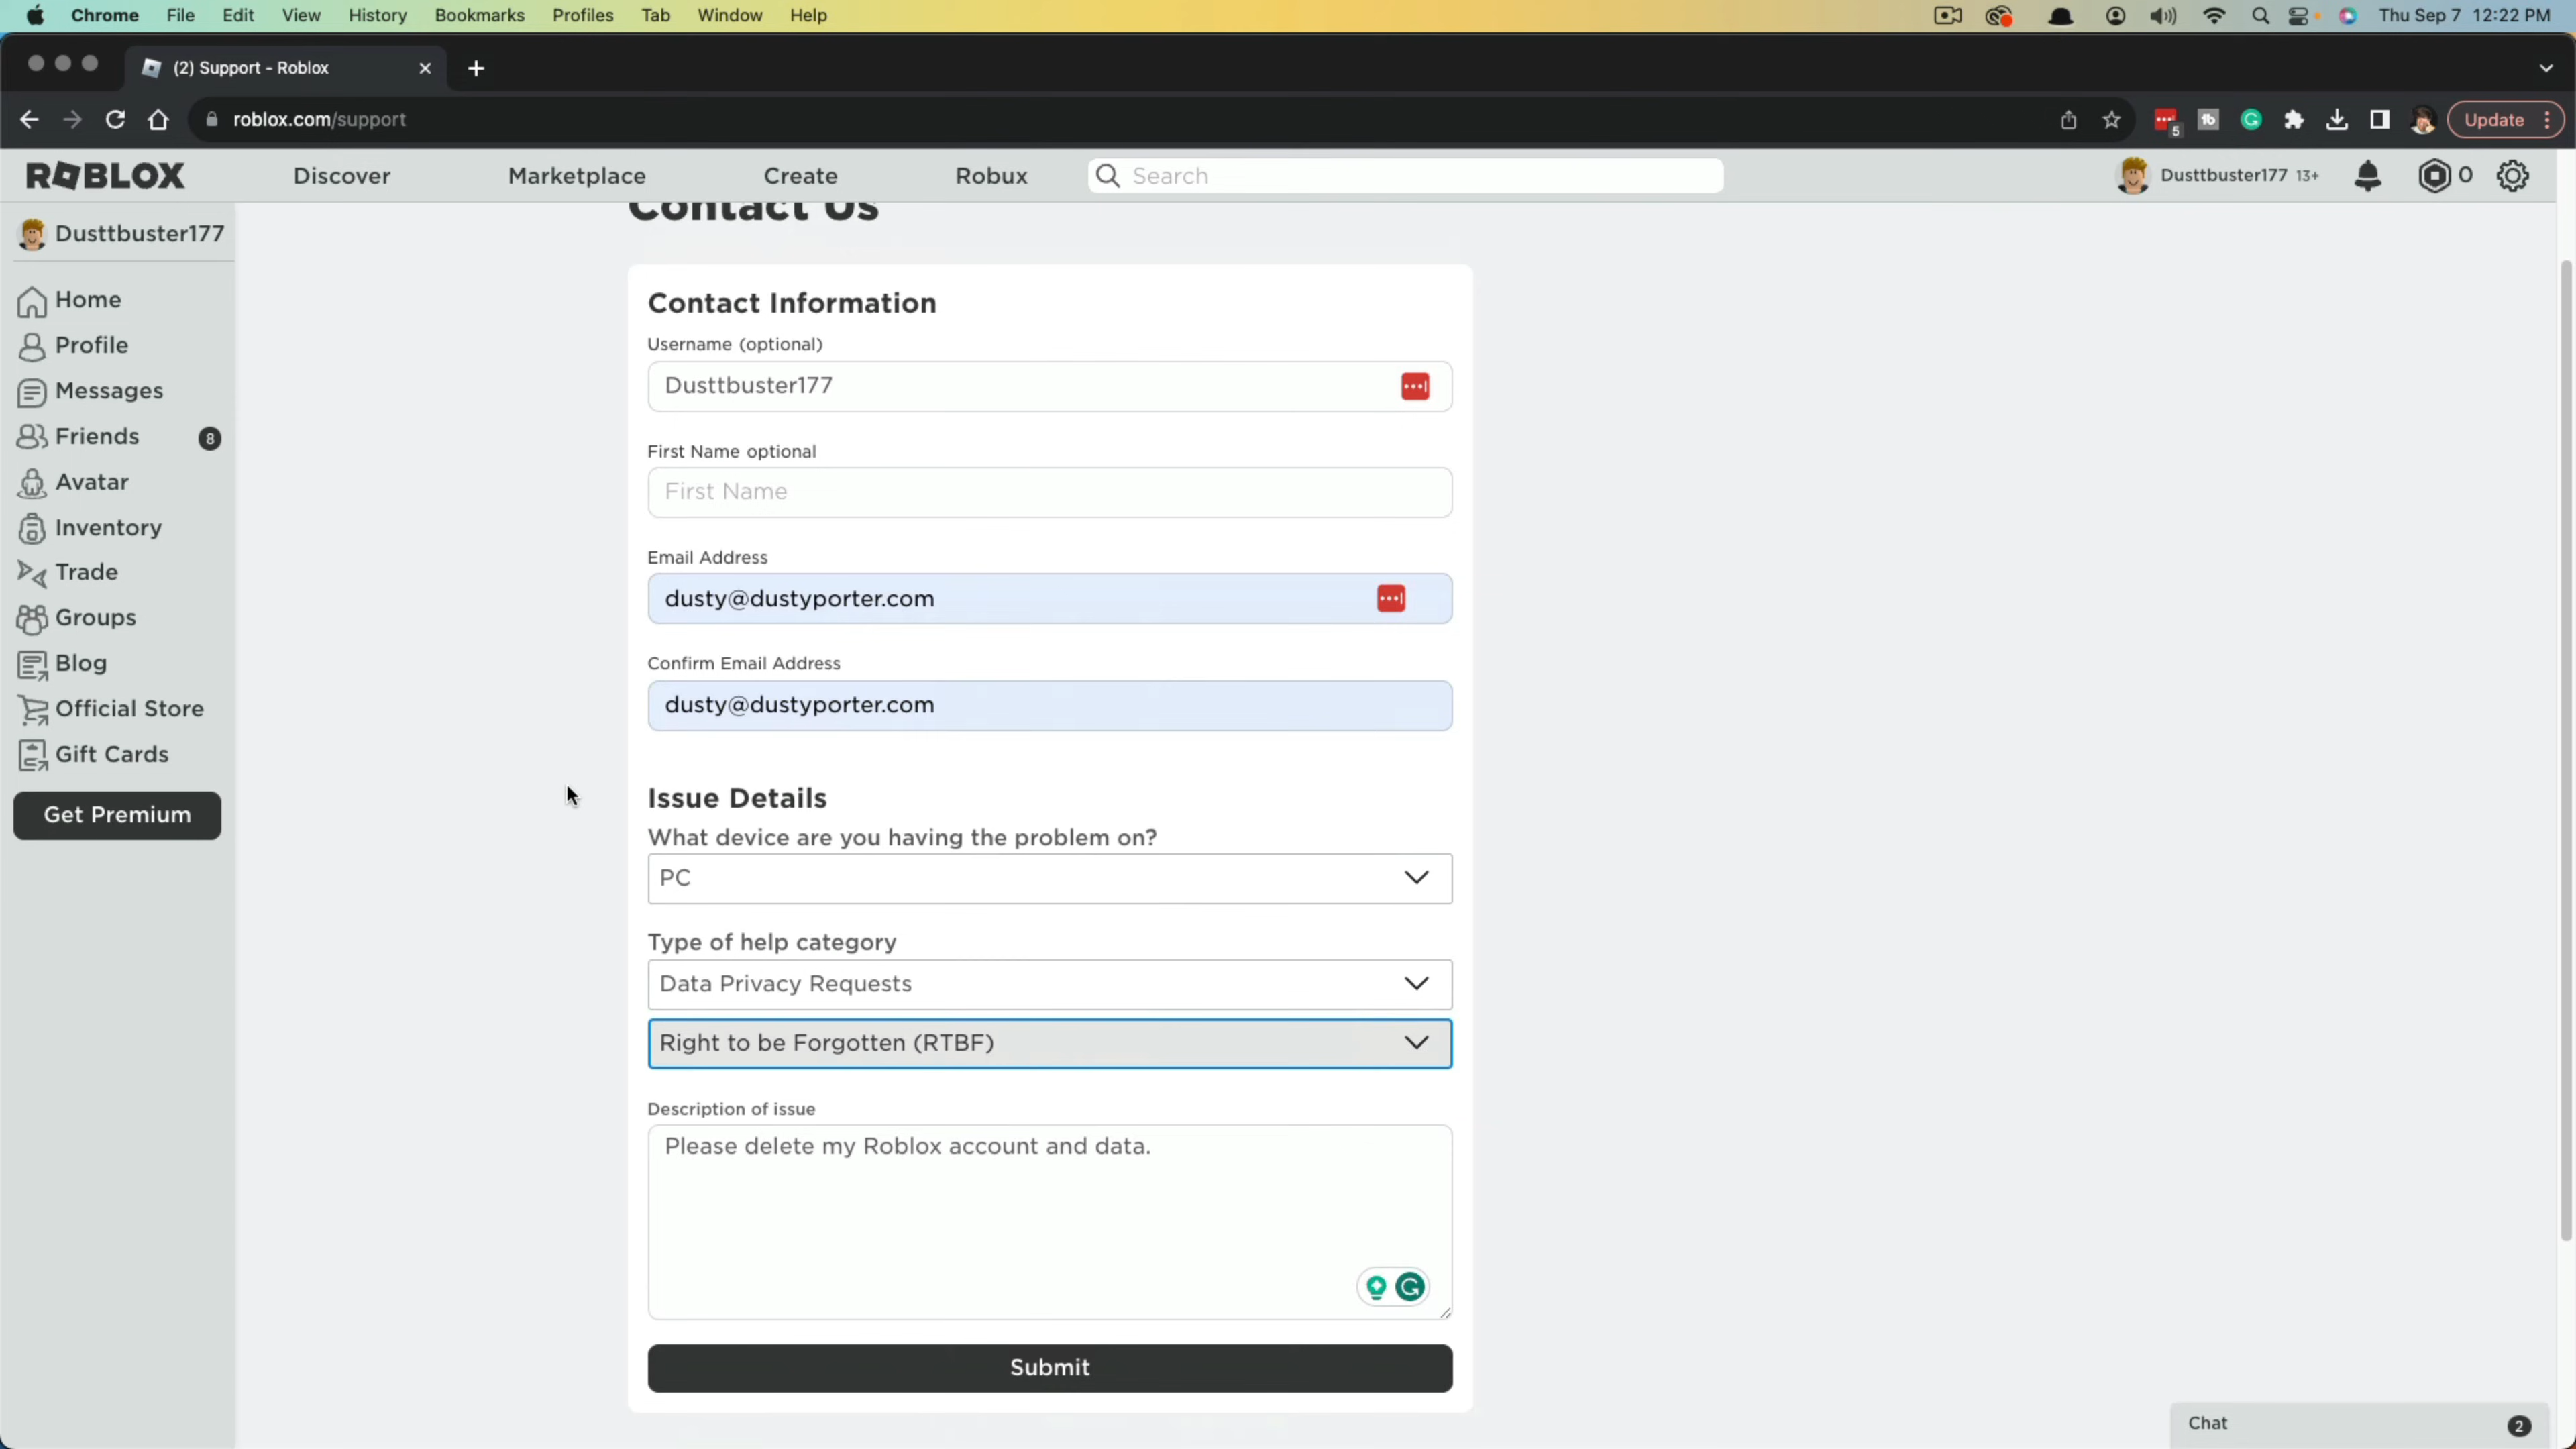 Chrome File Edit View History Bookmarks Profiles Tab Window Help Thu Sep 7 12:22 PM
(2) Support - Roblox
roblox.com/support 5 tb Update
ROBLOX Discover Marketplace Create Robux Search Dusttbuster177 13+ 0
Dusttbuster177
Home
Profile
Messages
Friends 8
Avatar
Inventory
Trade
Groups
Blog
Official Store
Gift Cards
Get Premium
Contact Us
Contact Information
Username (optional)
Dusttbuster177
First Name optional
First Name
Email Address
dusty@dustyporter.com
Confirm Email Address
dusty@dustyporter.com
Issue Details
What device are you having the problem on?
PC
Type of help category
Data Privacy Requests
Right to be Forgotten (RTBF)
Description of issue
Please delete my Roblox account and data.
Submit
Chat 2